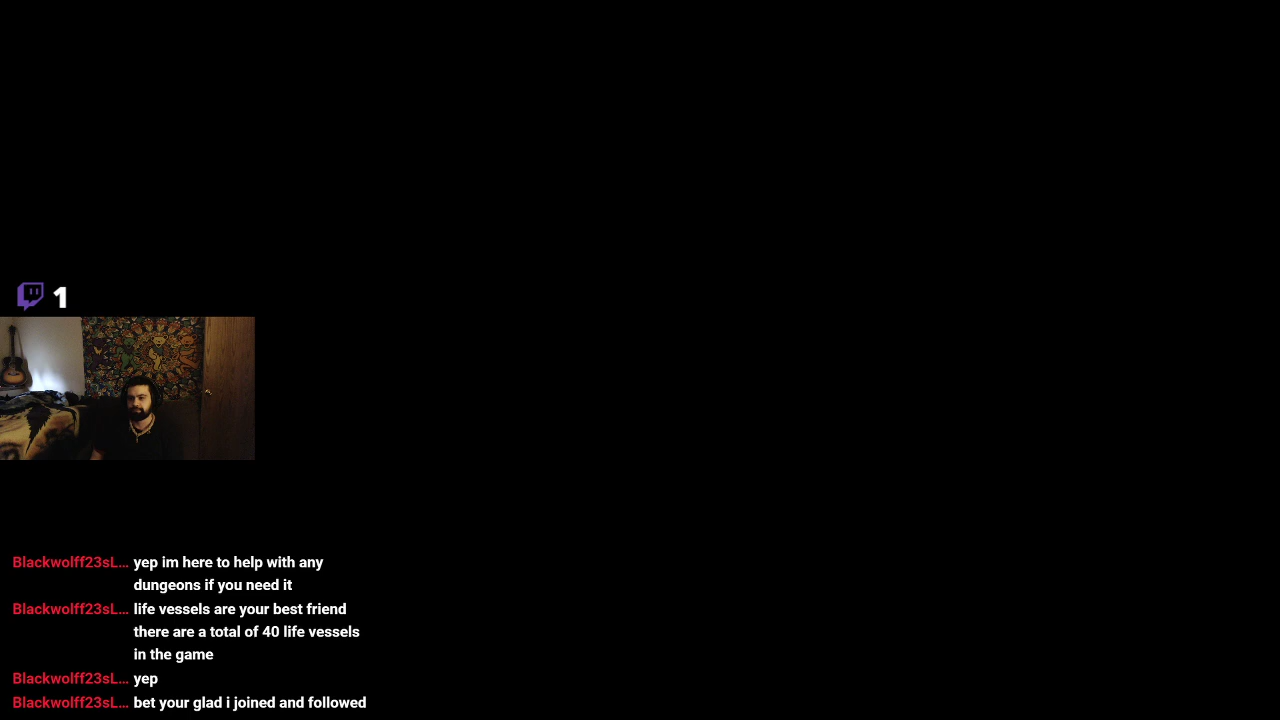 1
Blackwolff23sL... yep im here to help with any
dungeons if you need it
Blackwolff23sL... life vessels are your best friend
there are a total of 40 life vessels
in the game
Blackwolff23sL... yep
Blackwolff23sL... bet your glad i joined and followed